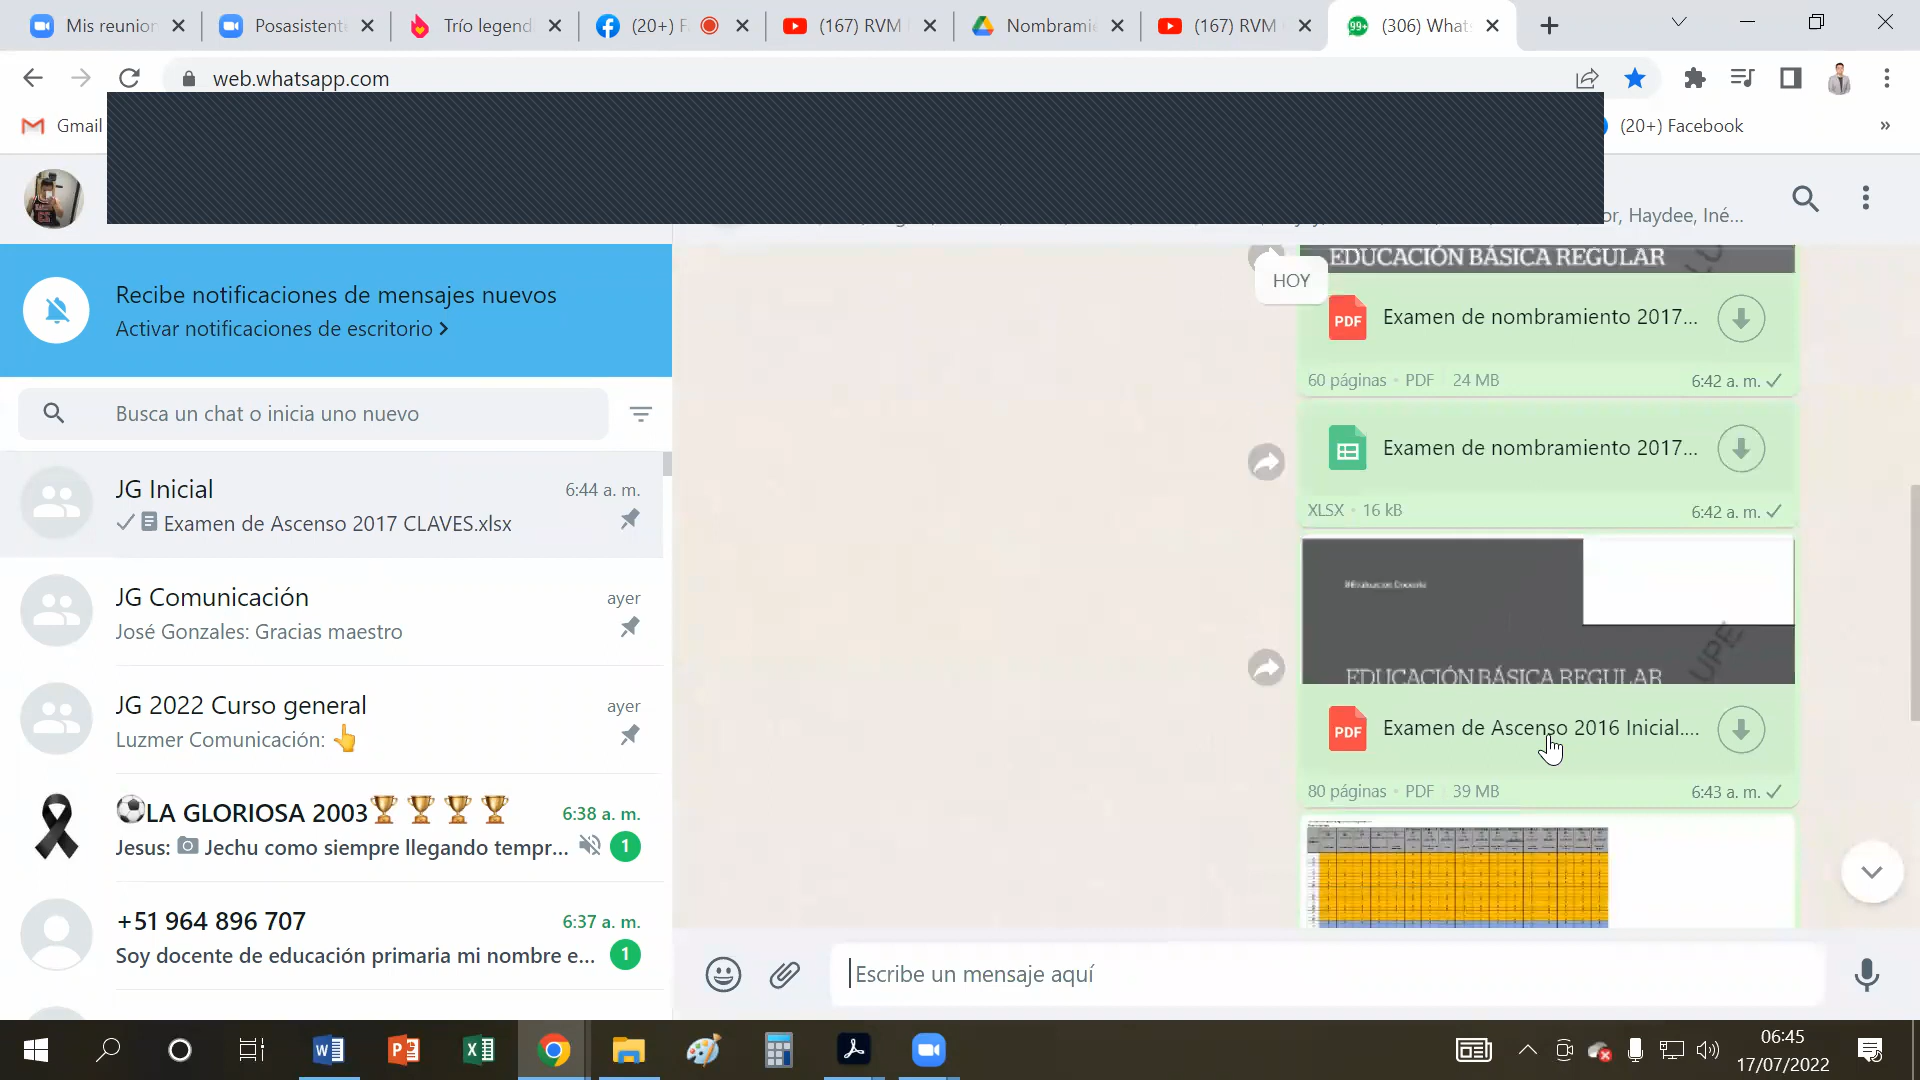 Mis reunion
Posasistent
Trío legend
(20+) F
(167) RVM
Nombramie
(167) RVM
99+
(306) What
web.whatsapp.com
Gmail
(20+) Facebook
»
or, Haydee, Iné...
Recibe notificaciones de mensajes nuevos
Activar notificaciones de escritorio >
Busca un chat o inicia uno nuevo
JG Inicial
6:44 a. m.
Examen de Ascenso 2017 CLAVES.xlsx
JG Comunicación
ayer
José Gonzales: Gracias maestro
JG 2022 Curso general
ayer
Luzmer Comunicación: 👆
⚽LA GLORIOSA 2003🏆🏆🏆🏆
6:38 a. m.
Jesus: 📷 Jechu como siempre llegando tempr...
1
+51 964 896 707
6:37 a. m.
Soy docente de educación primaria mi nombre e...
1
EDUCACIÓN BÁSICA REGULAR
HOY
PDF
Examen de nombramiento 2017...
60 páginas • PDF 24 MB
6:42 a. m.
Examen de nombramiento 2017...
XLSX • 16 kB
6:42 a. m.
EDUCACIÓN BÁSICA REGULAR
UPE
PDF
Examen de Ascenso 2016 Inicial....
80 páginas • PDF 39 MB
6:43 a. m.
Escribe un mensaje aquí
06:45
17/07/2022